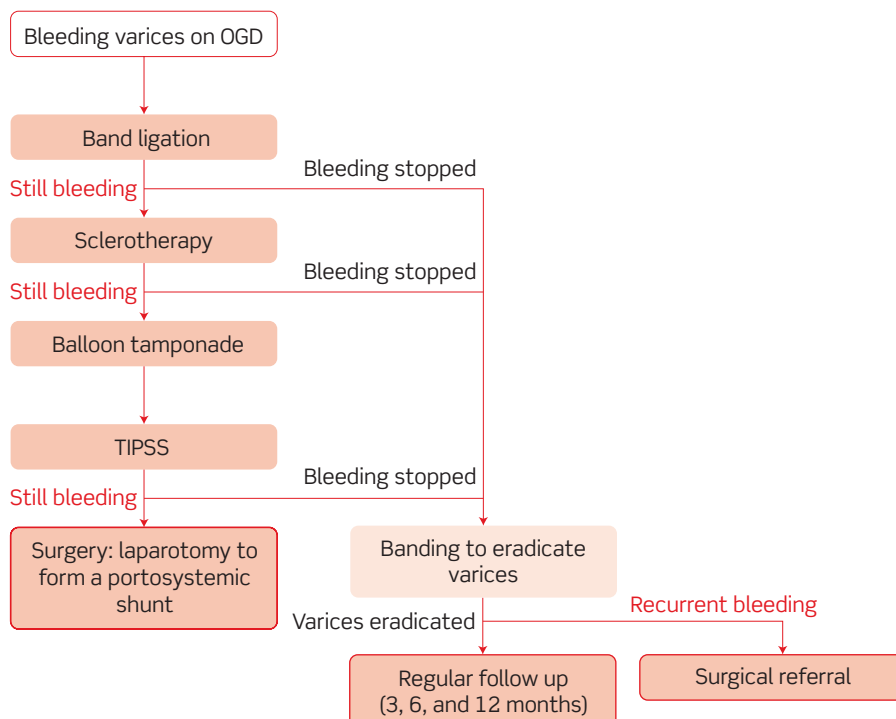 Bleeding varices on OGD
Band ligation
Bleeding stopped
Still bleeding
Sclerotherapy
Bleeding stopped
Still bleeding
Balloon tamponade
TIPSS
Bleeding stopped
Still bleeding
Surgery: laparotomy to
form a portosystemic
shunt
Banding to eradicate
varices
Recurrent bleeding
Varices eradicated
Regular follow up
(3, 6, and 12 months)
Surgical referral